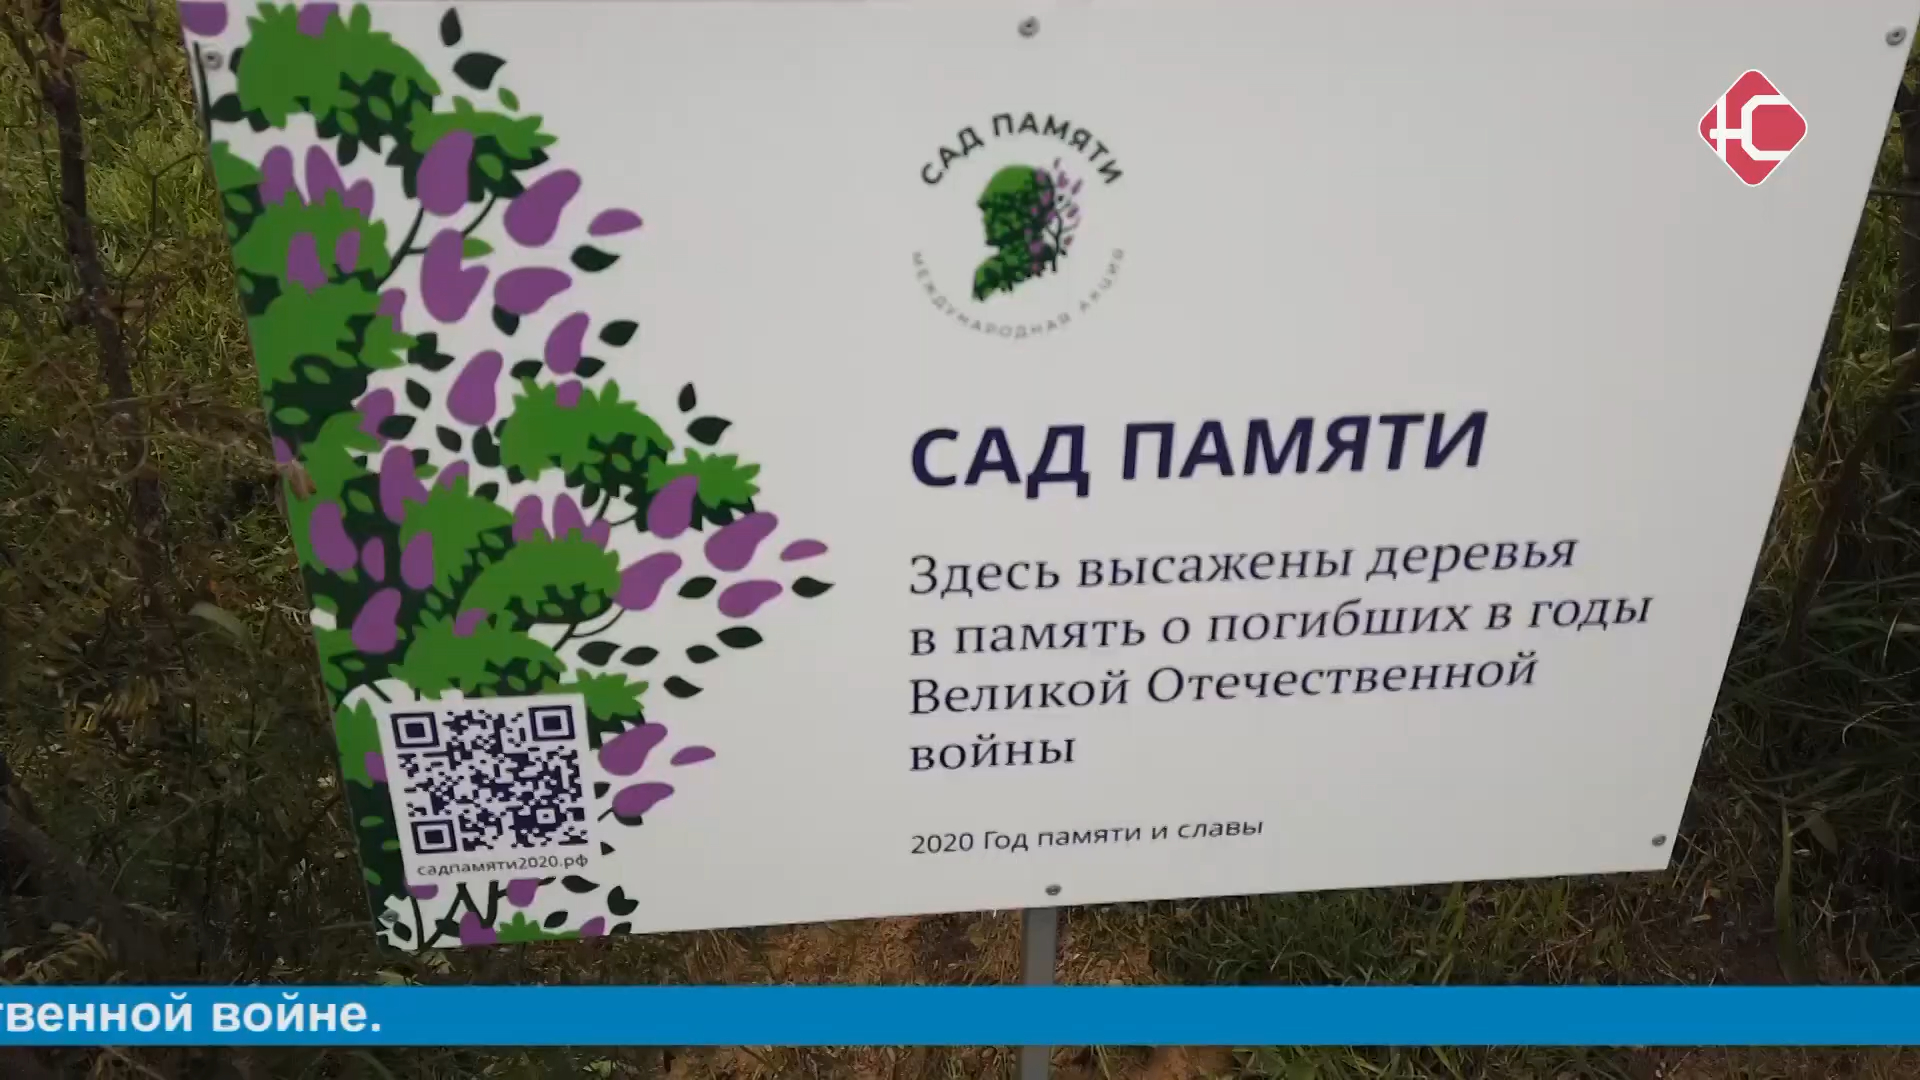 САД ПАМЯТИ
МЕЖДУНАРОДНАЯ АКЦИЯ
САД ПАМЯТИ
Здесь высажены деревья
в память о погибших в годы
Великой Отечественной
войны
2020 Год памяти и славы
садпамяти2020.рф
твенной войне.